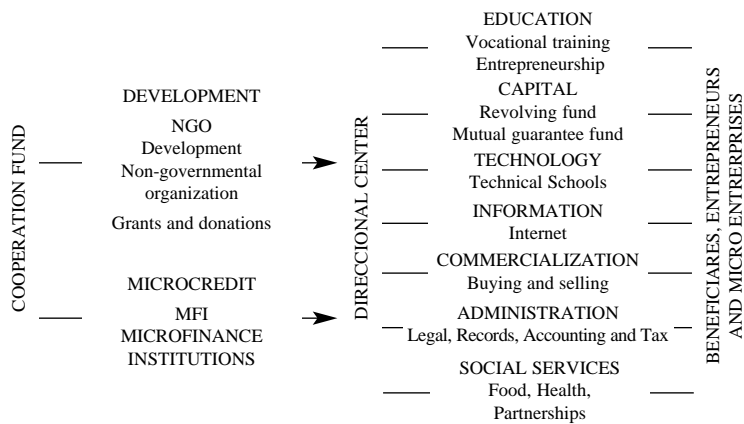 COOPERATION FUND
DEVELOPMENT
NGO
Development
Non-governmental
organization
Grants and donations
MICROCREDIT
MFI
MICROFINANCE
INSTITUTIONS
DIRECCIONAL CENTER
EDUCATION
Vocational training
Entrepreneurship
CAPITAL
Revolving fund
Mutual guarantee fund
TECHNOLOGY
Technical Schools
INFORMATION
Internet
COMMERCIALIZATION
Buying and selling
ADMINISTRATION
Legal, Records, Accounting and Tax
SOCIAL SERVICES
Food, Health,
Partnerships
BENEFICIARES, ENTREPRENEURS
AND MICRO ENTRERPRISES